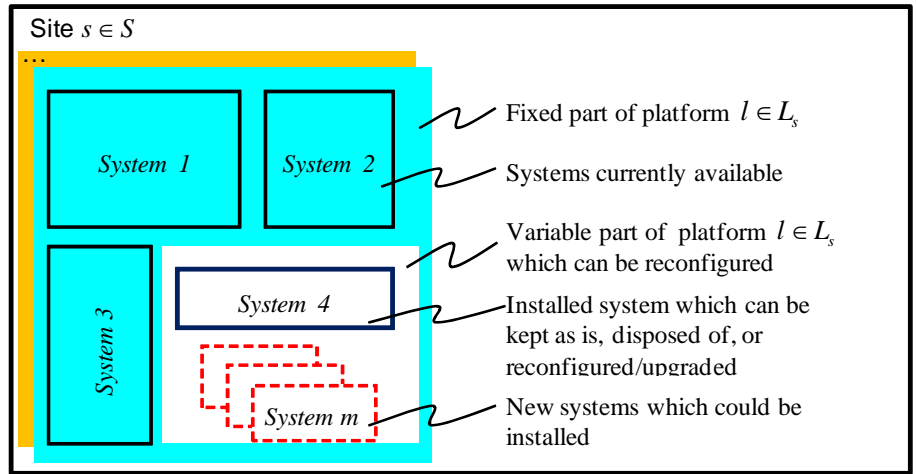 Site s ∈ S
...
System 1
System 2
System 3
System 4
System m
Fixed part of platform l ∈ Lₛ
Systems currently available
Variable part of platform l ∈ Lₛ
which can be reconfigured
Installed system which can be
kept as is, disposed of, or
reconfigured/upgraded
New systems which could be
installed